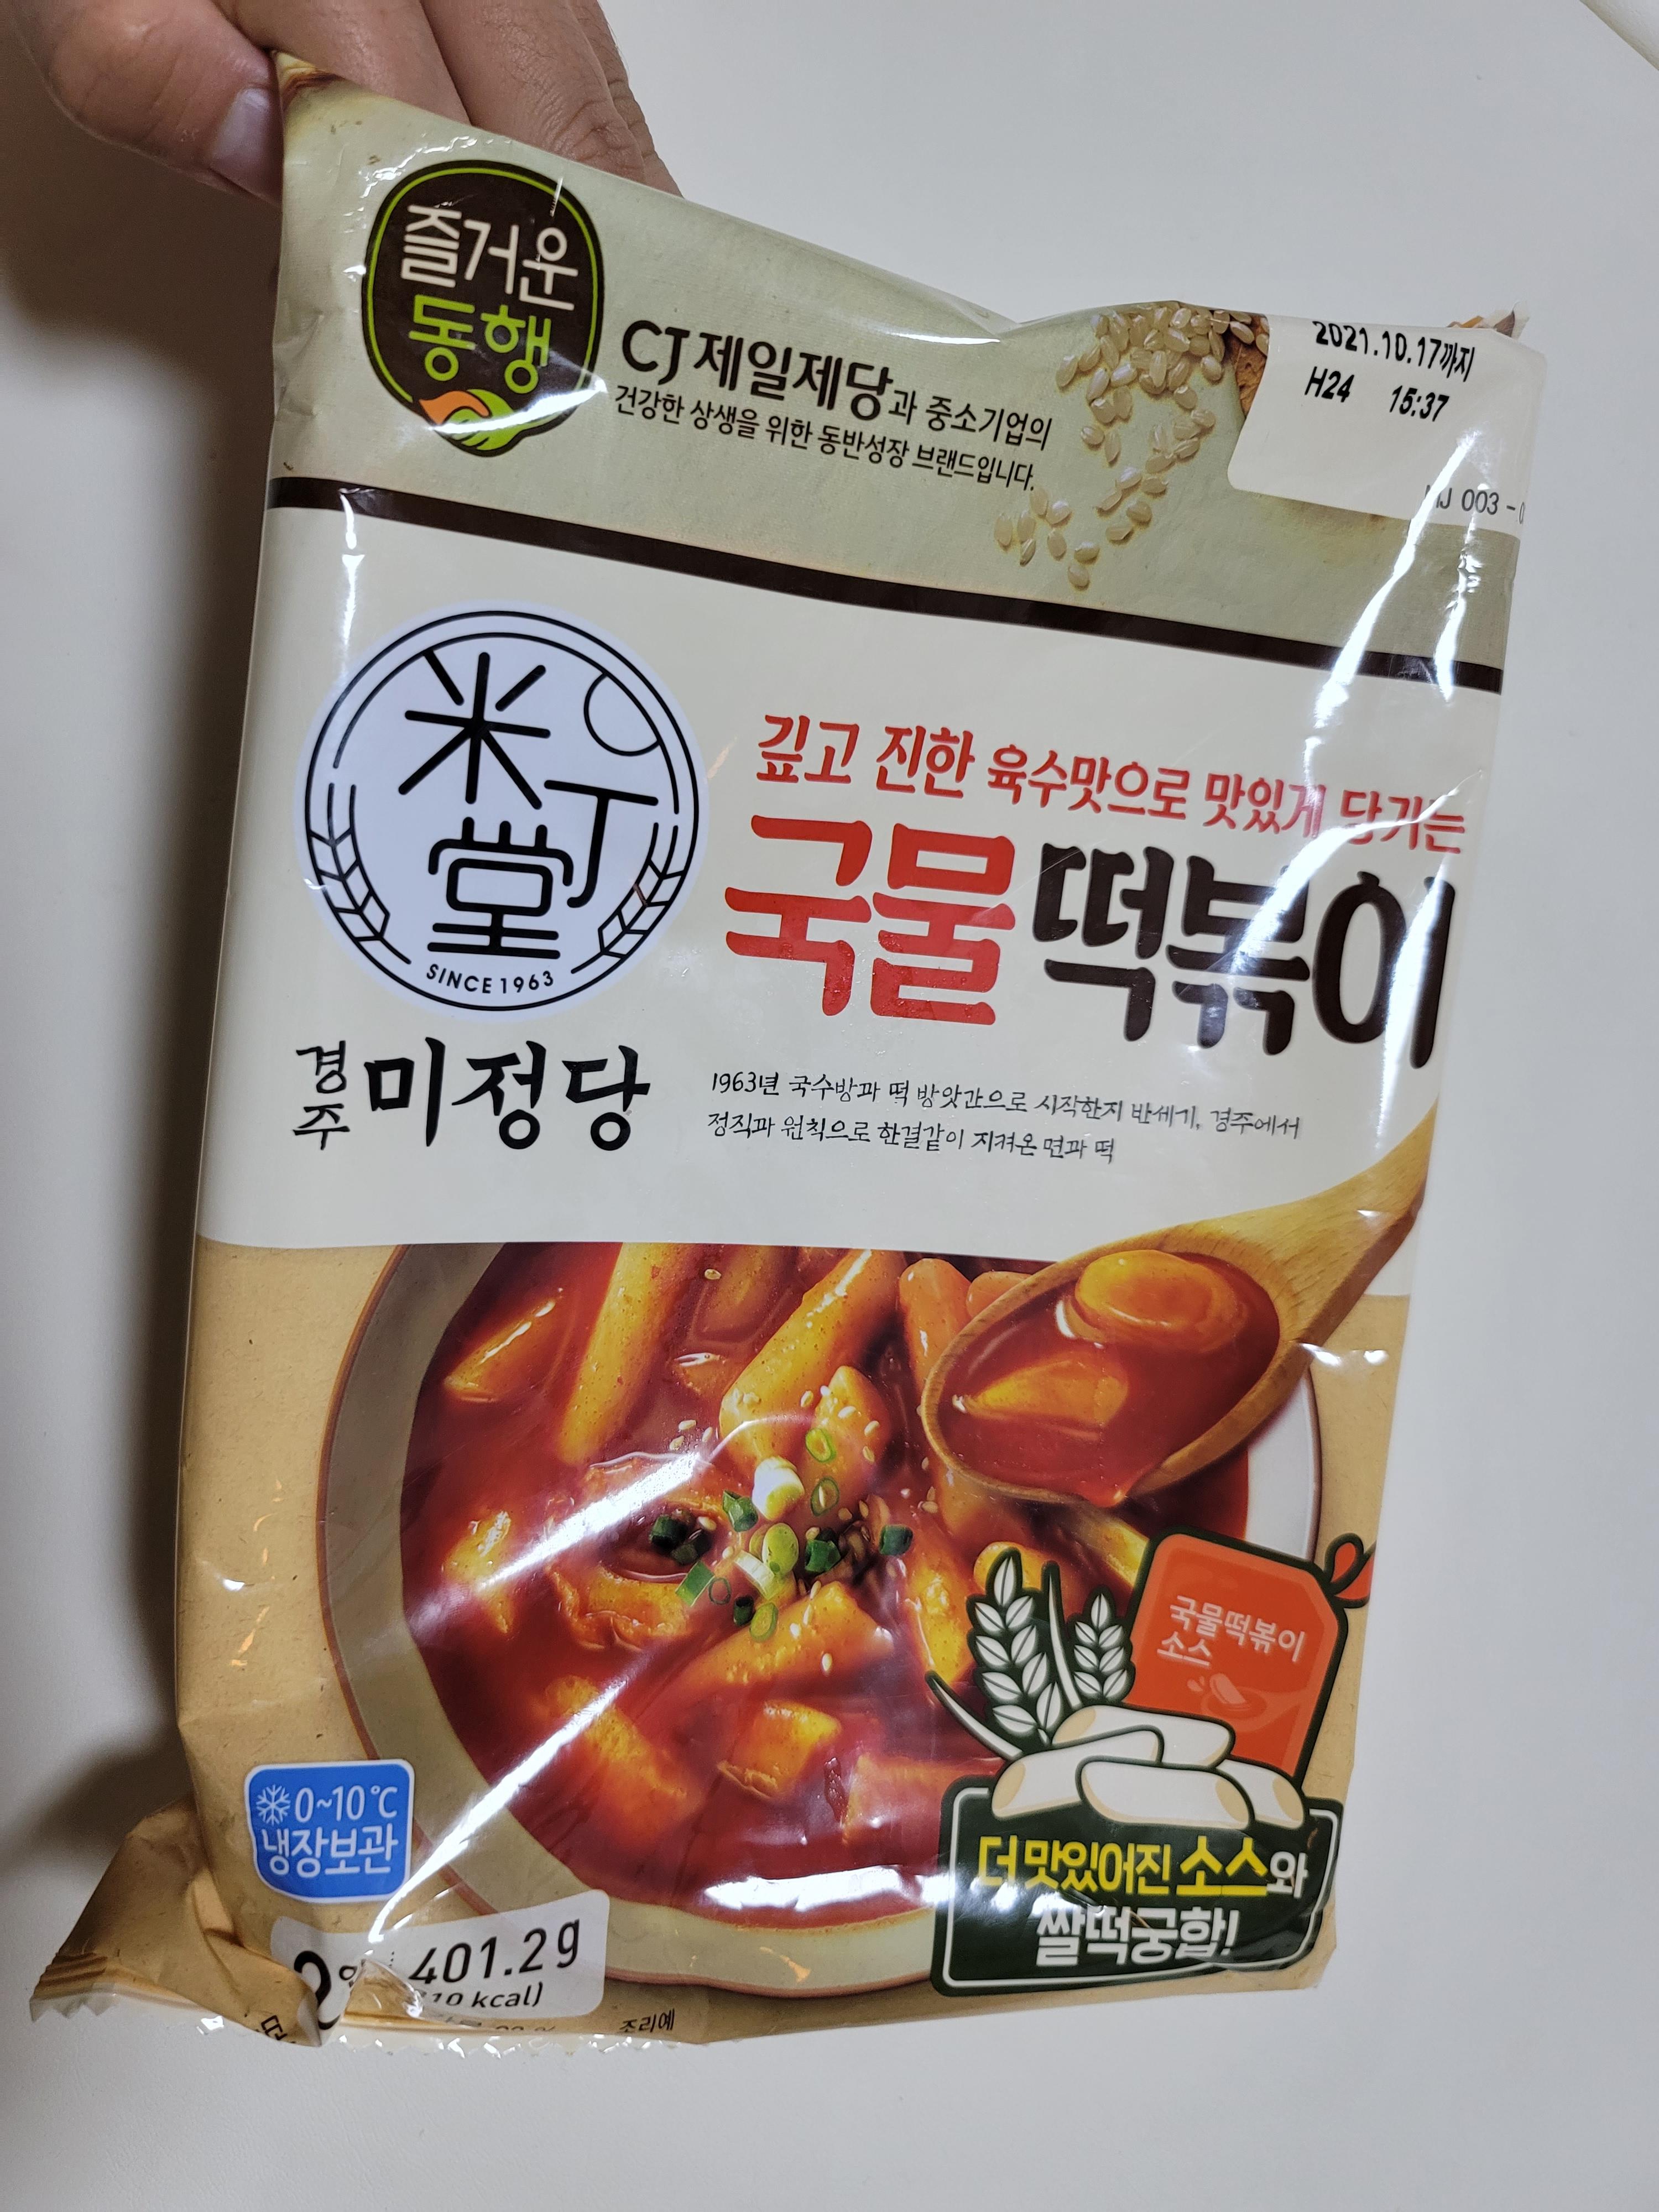 즐거운
동행
CJ 제일제당과 중소기업의
건강한 상생을 위한 동반성장 브랜드입니다.
2021.10.17까지
H24 15:37
003 -
米丁
堂
SINCE 1963
경주 미정당
깊고 진한 육수맛으로 맛있게 당기는
국물 떡볶이
1963년 국수방과 떡 방앗간으로 시작한지 반세기, 경주에서
정직과 원칙으로 한결같이 지켜온 면과 떡
국물떡볶이
소스
더 맛있어진 소스와
쌀떡궁합!
0~10℃
냉장보관
401.2g
kcal)
조리예